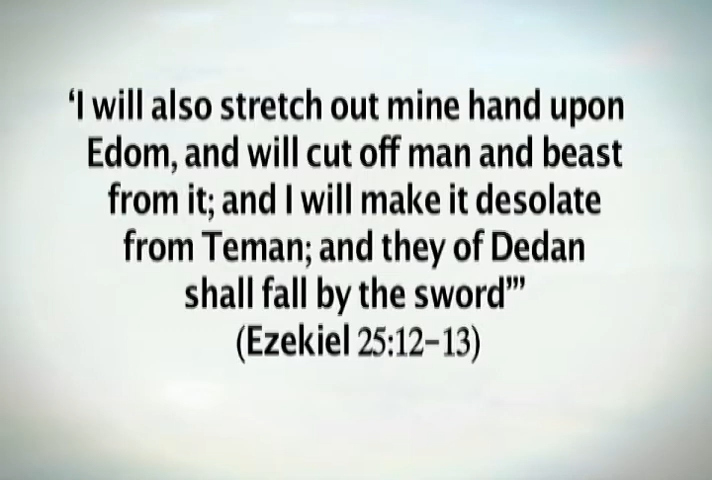 ‘I will also stretch out mine hand upon
Edom, and will cut off man and beast
from it; and I will make it desolate
from Teman; and they of Dedan
shall fall by the sword’”
(Ezekiel 25:12–13)